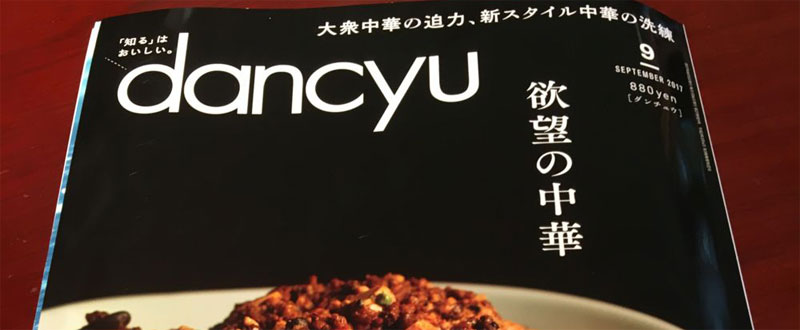 大衆中華の迫力、新スタイル中華の洗練
「知る」は
おいしい。
dancyu
9
SEPTEMBER 2017
880yen
[ダンチュウ]
欲望の中華